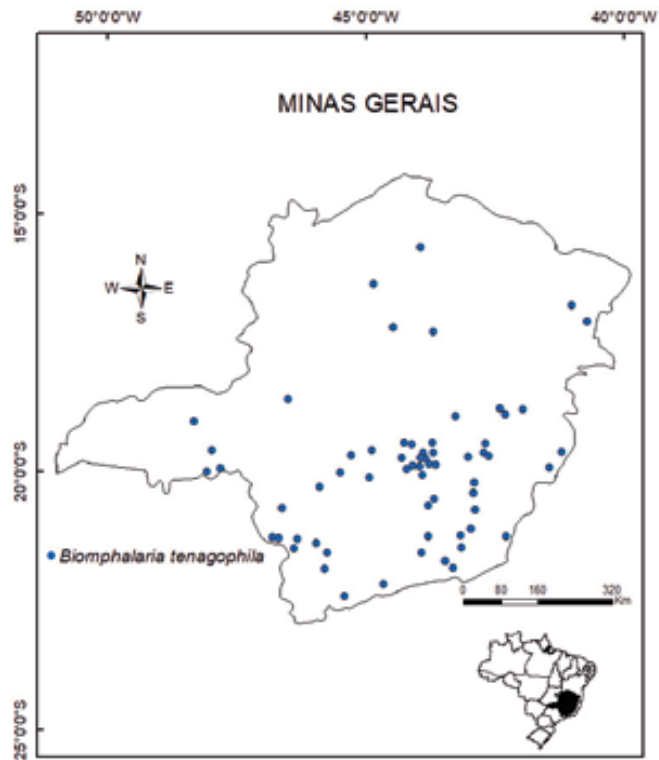 50°0'0"W 45°0'0"W 40°0'0"W
MINAS GERAIS
15°0'0"S
N
W E
S
20°0'0"S
Biomphalaria tenagophila
0 80 160 320
Km
25°0'0"S